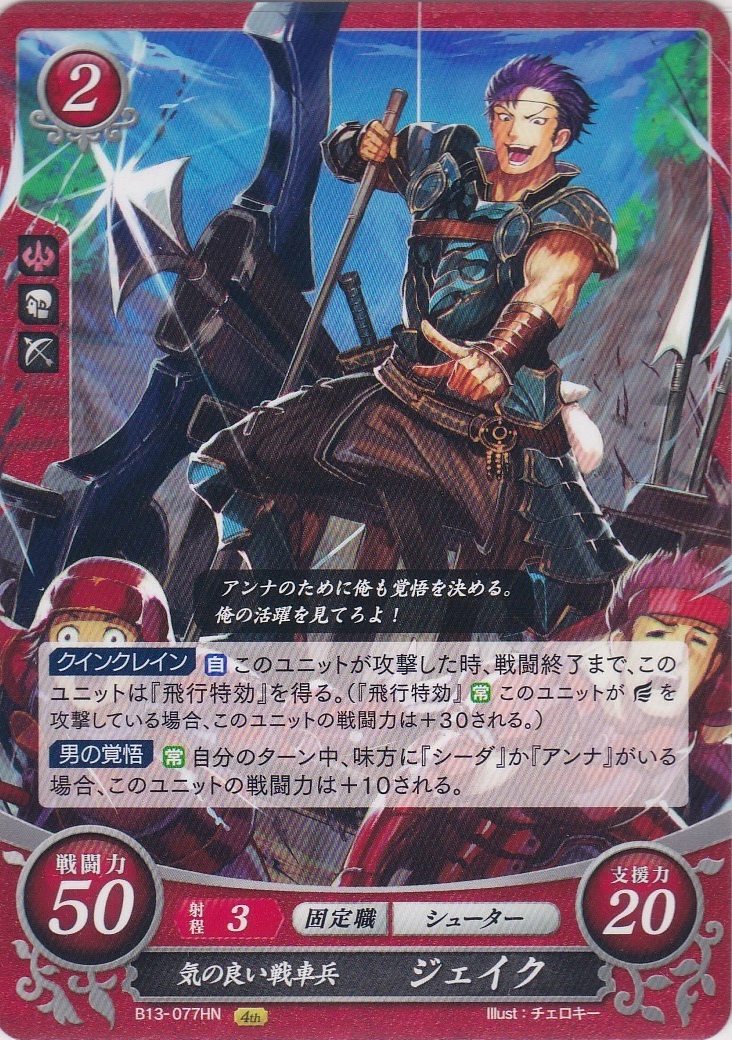 2
アンナのために俺も覚悟を決める。
俺の活躍を見てろよ！
クインクレイン 自 このユニットが攻撃した時、戦闘終了まで、この
ユニットは『飛行特効』を得る。（『飛行特効』 常 このユニットが を
攻撃している場合、このユニットの戦闘力は＋30される。）
男の覚悟 常 自分のターン中、味方に『シーダ』か『アンナ』がいる
場合、このユニットの戦闘力は＋10される。
戦闘力
50
射程 3 固定職 シューター
支援力
20
気の良い戦車兵 ジェイク
B13-077HN 4th Illust：チェロキー